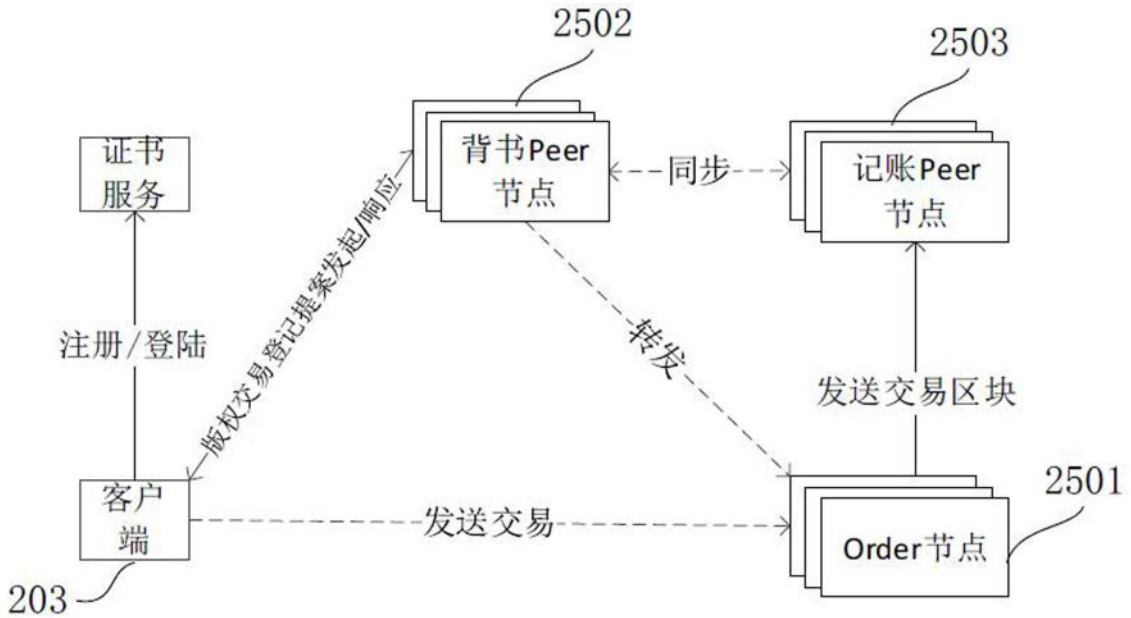 2502
2503
证书
服务
背书Peer
节点
同步
记账Peer
节点
版权交易登记提案发起/响应
注册/登陆
转发
发送交易区块
客户
端
发送交易
Order节点
2501
203